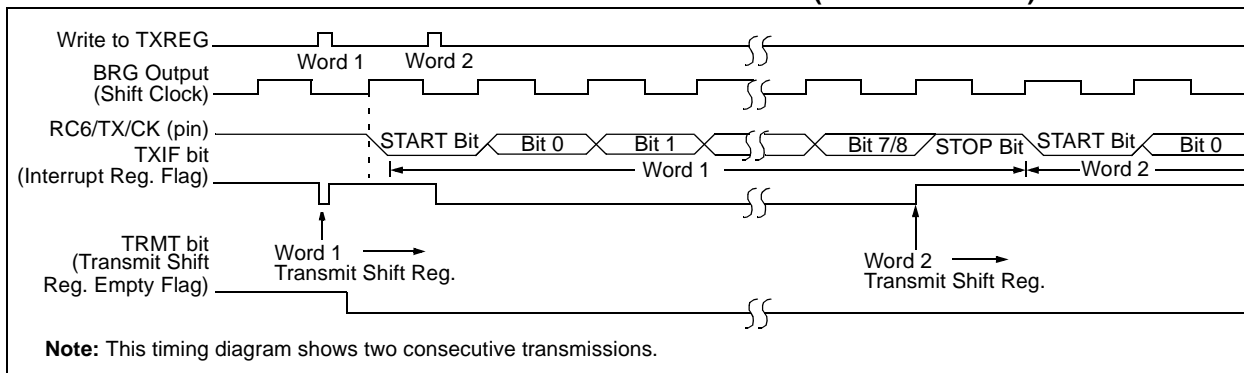 Write to TXREG
Word 1 Word 2
BRG Output
(Shift Clock)
RC6/TX/CK (pin)
START Bit Bit 0 Bit 1 Bit 7/8 STOP Bit START Bit Bit 0
TXIF bit
(Interrupt Reg. Flag)
Word 1 Word 2
TRMT bit
(Transmit Shift
Reg. Empty Flag)
Word 1
Transmit Shift Reg.
Word 2
Transmit Shift Reg.
Note: This timing diagram shows two consecutive transmissions.